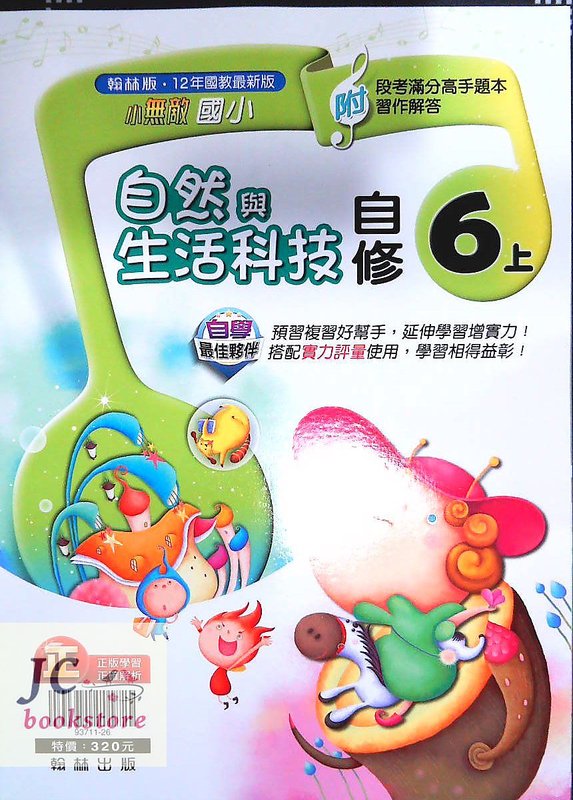 翰林版・12年國教最新版
小無敵 國小
附
段考滿分高手題本
習作解答
自然與
生活科技
自修
6上
自學
最佳夥伴
預習複習好幫手，延伸學習增實力！
搭配實力評量使用，學習相得益彰！
正
正版學習
JC
bookstore
93711-26
特價：320元
翰林出版